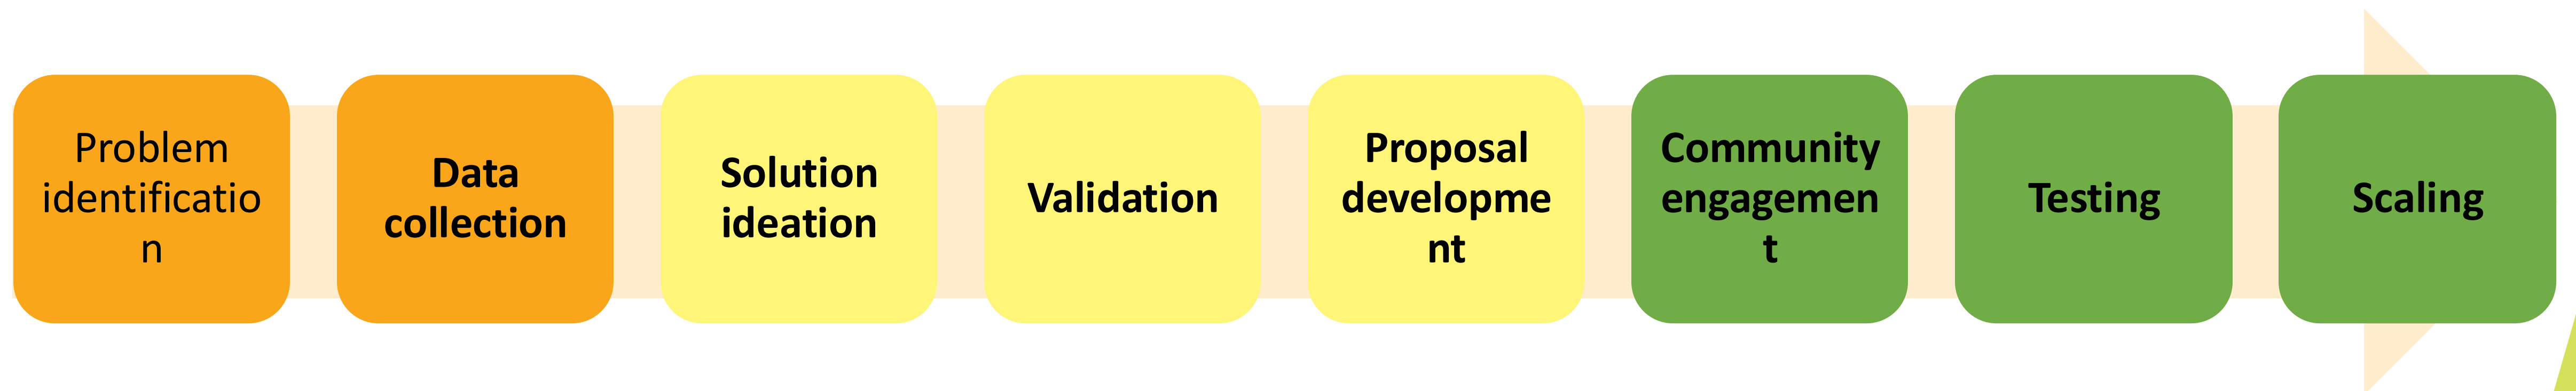 Problem
identificatio
n
Data
collection
Solution
ideation
Validation
Proposal
developme
nt
Community
engagemen
t
Testing
Scaling